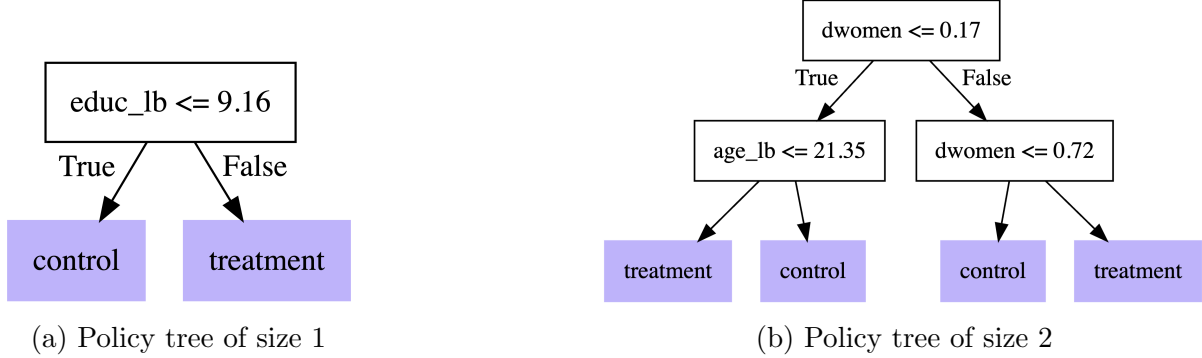 educ_lb <= 9.16
True
False
control
treatment
(a) Policy tree of size 1
dwomen <= 0.17
True
False
age_lb <= 21.35
dwomen <= 0.72
treatment
control
control
treatment
(b) Policy tree of size 2